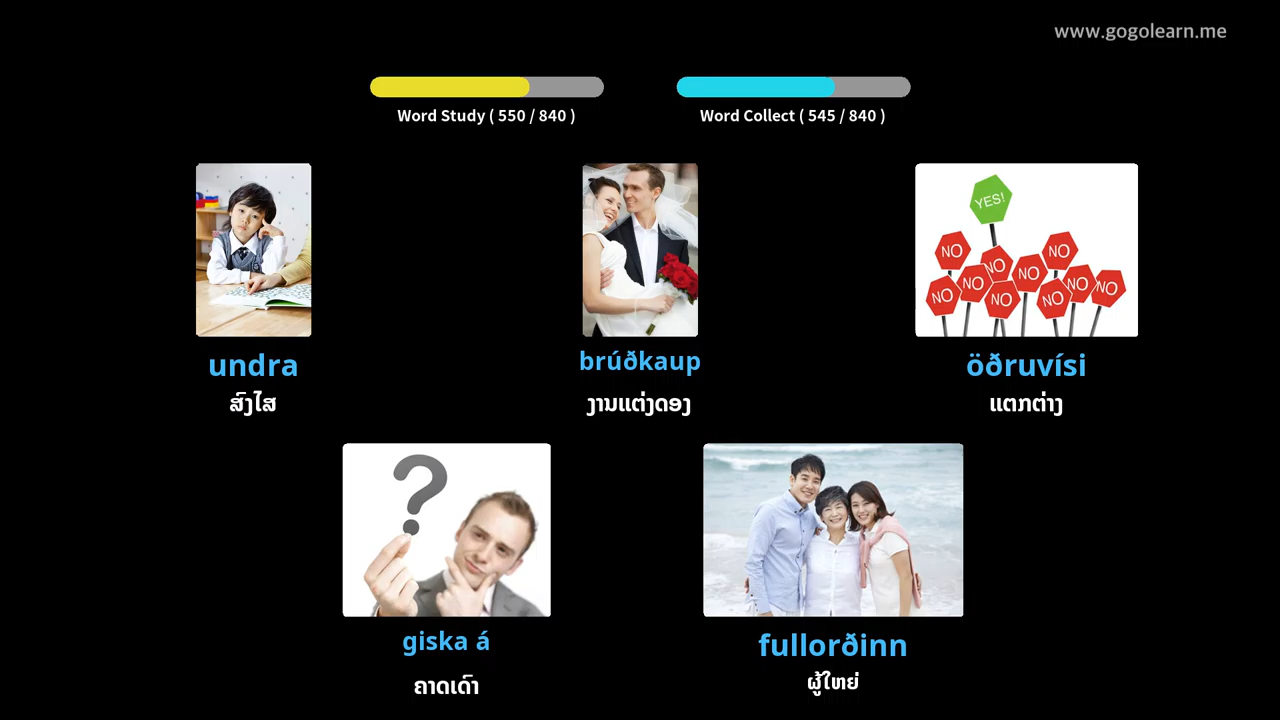 www.gogolearn.me
Word Study ( 550 / 840 )
Word Collect ( 545 / 840 )
YES!
NO
NO
NO
NO
NO
NO
NO
NO
NO
NO
undra
ສົງໄສ
brúðkaup
ງານແຕ່ງດອງ
öðruvísi
ແຕກຕ່າງ
?
giska á
ຄາດເດົາ
fullorðinn
ຜູ້ໃຫຍ່